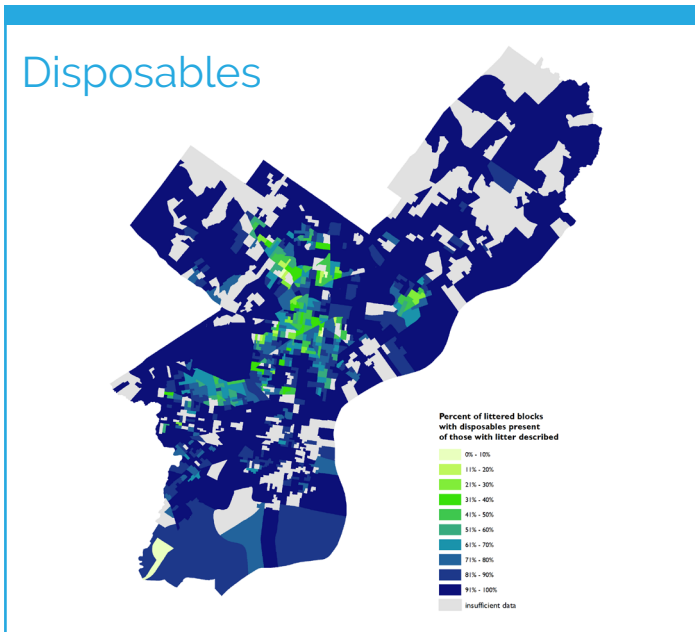 Disposables
Percent of littered blocks
with disposables present
of those with litter described
0% - 10%
11% - 20%
21% - 30%
31% - 40%
41% - 50%
51% - 60%
61% - 70%
71% - 80%
81% - 90%
91% - 100%
insufficient data